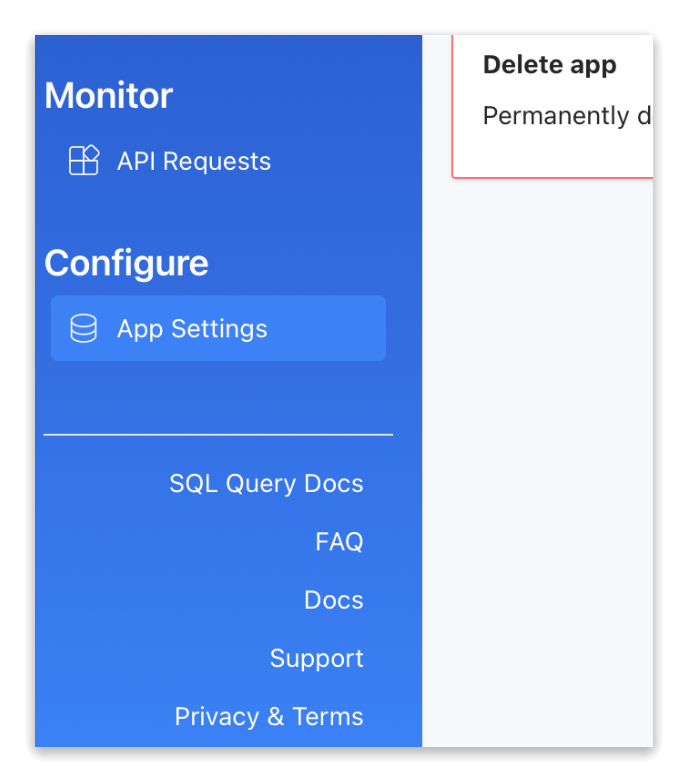 Monitor
API Requests
Configure
App Settings
SQL Query Docs
FAQ
Docs
Support
Privacy & Terms
Delete app
Permanently